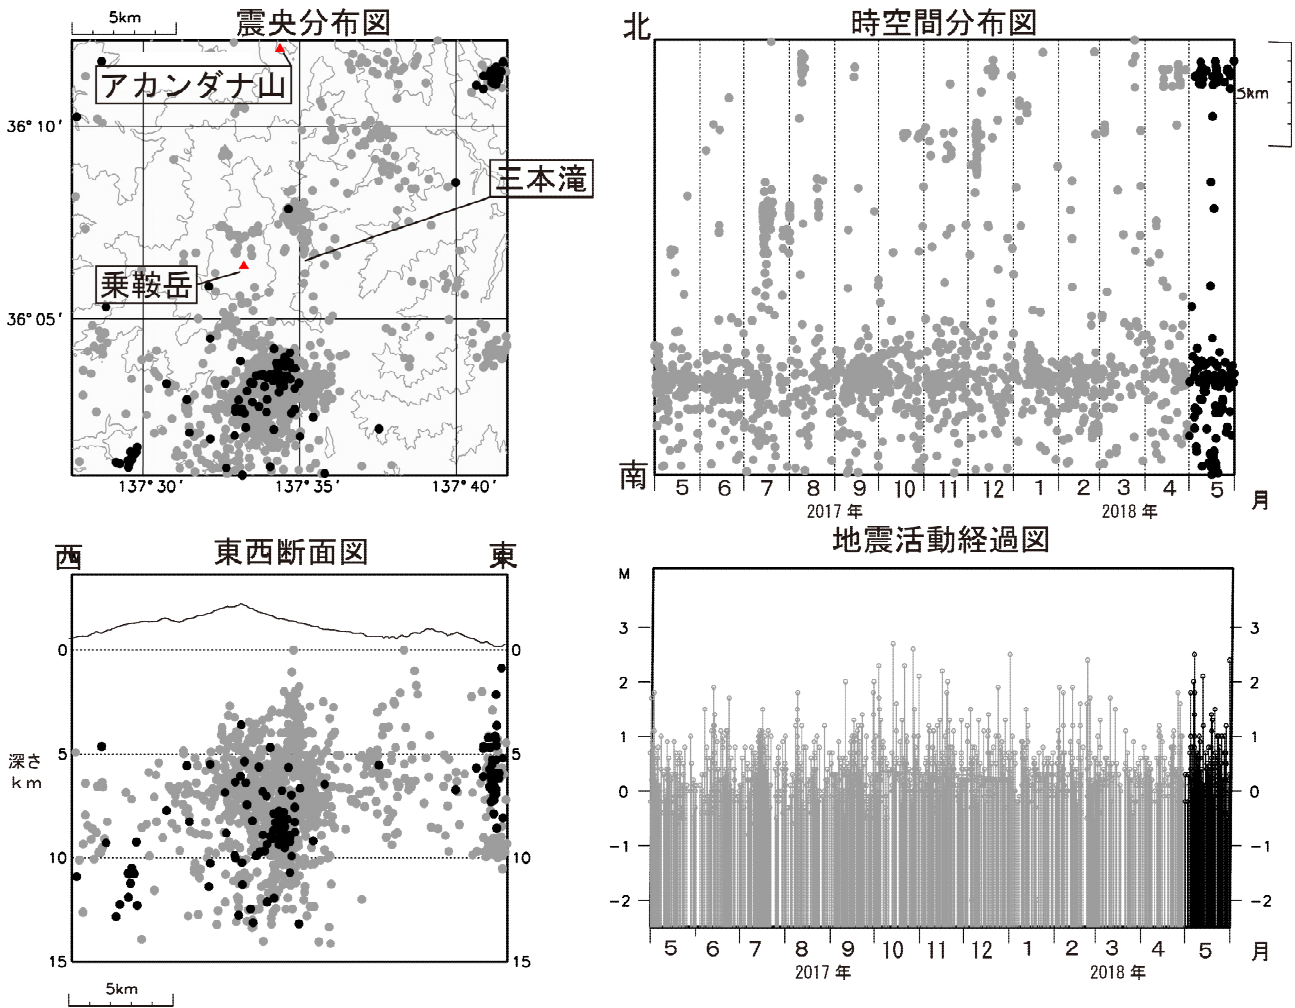 5km
震央分布図
アカンダナ山
三本滝
乗鞍岳
36° 10′
36° 05′
137° 30′
137° 35′
137° 40′
北
時空間分布図
5km
南
5 6 7 8 9 10 11 12 1 2 3 4 5 月
2017 年
2018 年
西
東西断面図
東
0
0
深さ
km
5
5
10
10
15
15
5km
地震活動経過図
M
3
3
2
2
1
1
0
0
-1
-1
-2
-2
5 6 7 8 9 10 11 12 1 2 3 4 5 月
2017 年
2018 年